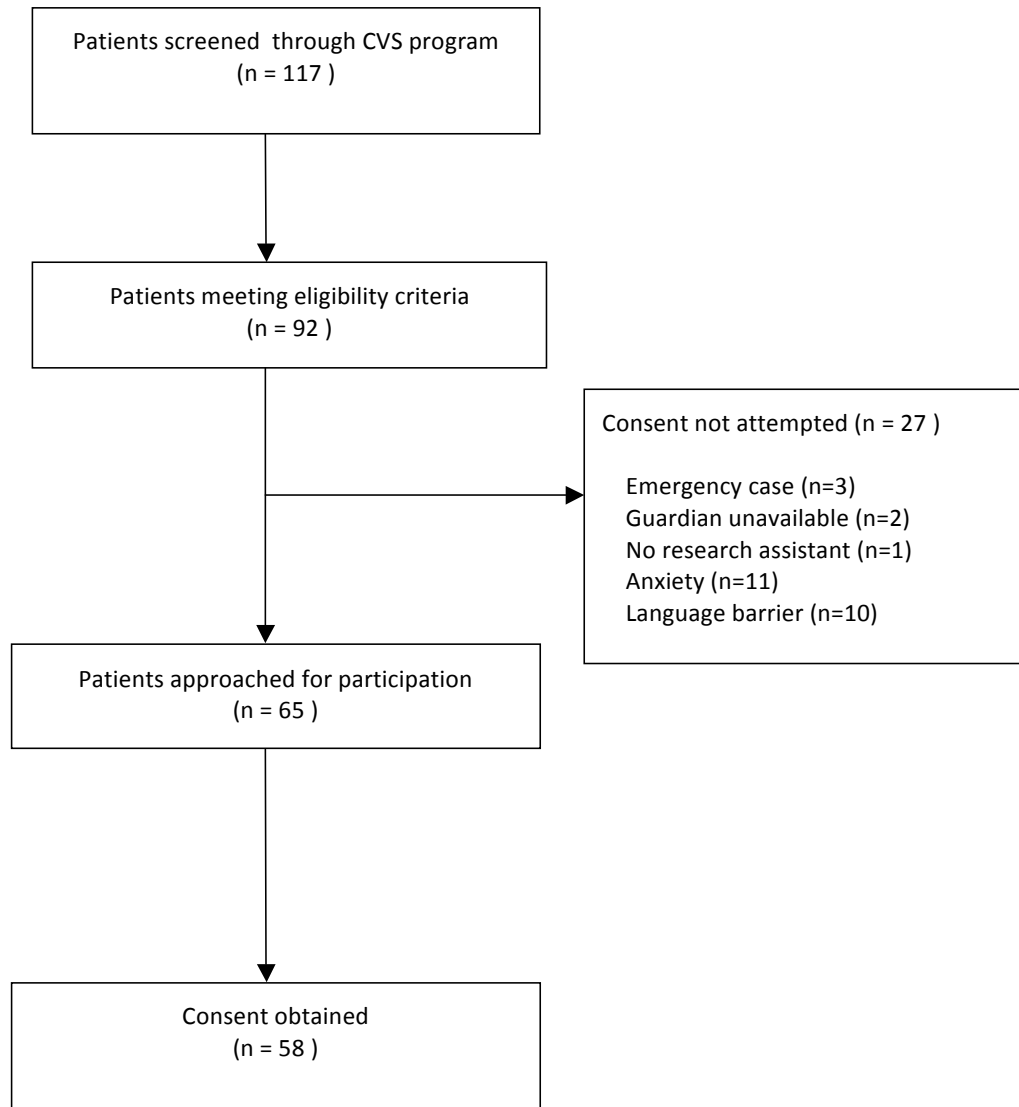 Patients screened through CVS program
(n = 117 )
Patients meeting eligibility criteria
(n = 92 )
Consent not attempted (n = 27 )
Emergency case (n=3)
Guardian unavailable (n=2)
No research assistant (n=1)
Anxiety (n=11)
Language barrier (n=10)
Patients approached for participation
(n = 65 )
Consent obtained
(n = 58 )